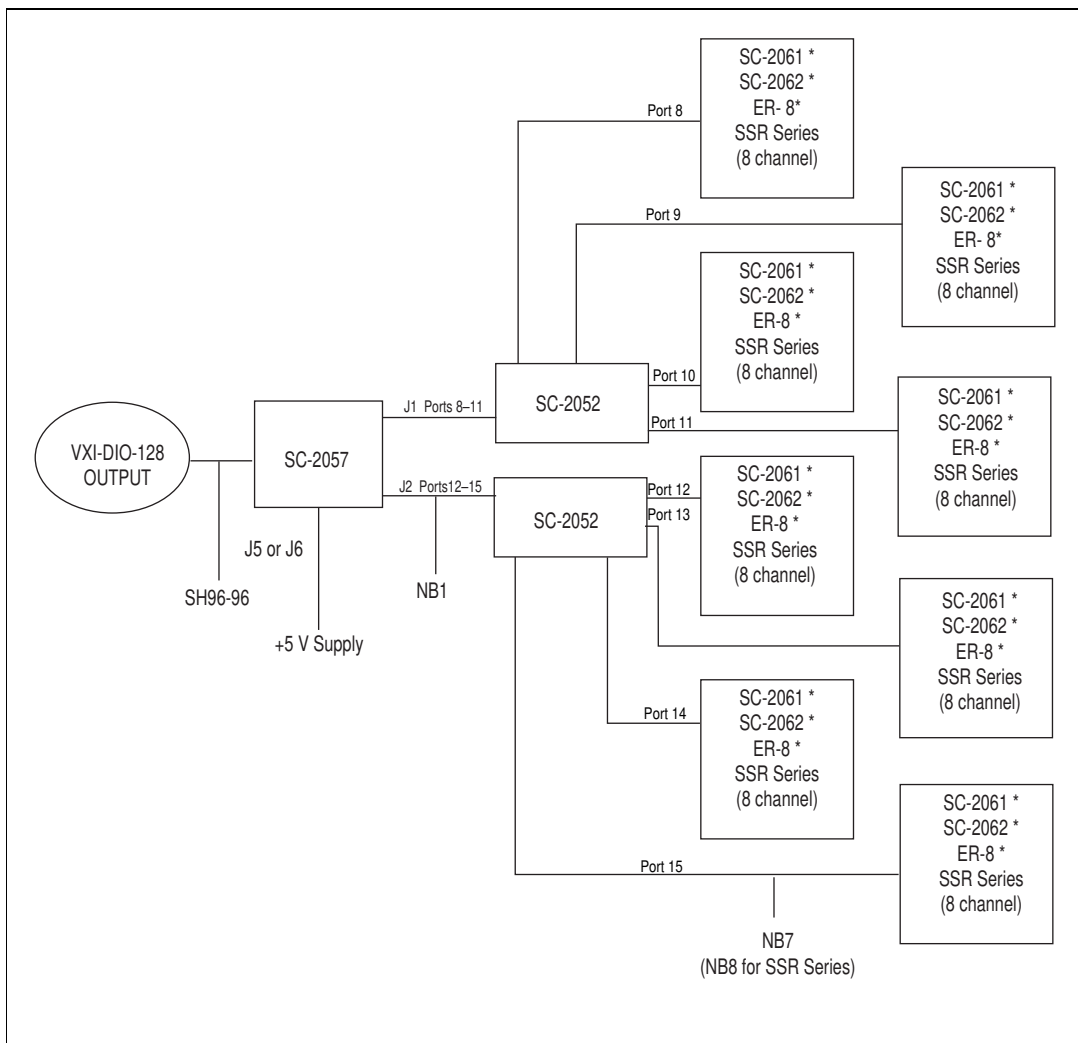 SC-2061 *
SC-2062 *
ER- 8*
SSR Series
(8 channel)
Port 8
SC-2061 *
SC-2062 *
ER- 8*
SSR Series
(8 channel)
Port 9
SC-2061 *
SC-2062 *
ER-8 *
SSR Series
(8 channel)
Port 10
SC-2052
J1 Ports 8–11
Port 11
SC-2061 *
SC-2062 *
ER-8 *
SSR Series
(8 channel)
VXI-DIO-128
OUTPUT
SC-2057
SC-2061 *
SC-2062 *
ER-8 *
SSR Series
(8 channel)
J2 Ports12–15
Port 12
Port 13
SC-2052
J5 or J6
SH96-96
NB1
+5 V Supply
SC-2061 *
SC-2062 *
ER-8 *
SSR Series
(8 channel)
SC-2061 *
SC-2062 *
ER-8 *
SSR Series
(8 channel)
Port 14
SC-2061 *
SC-2062 *
ER-8 *
SSR Series
(8 channel)
Port 15
NB7
(NB8 for SSR Series)